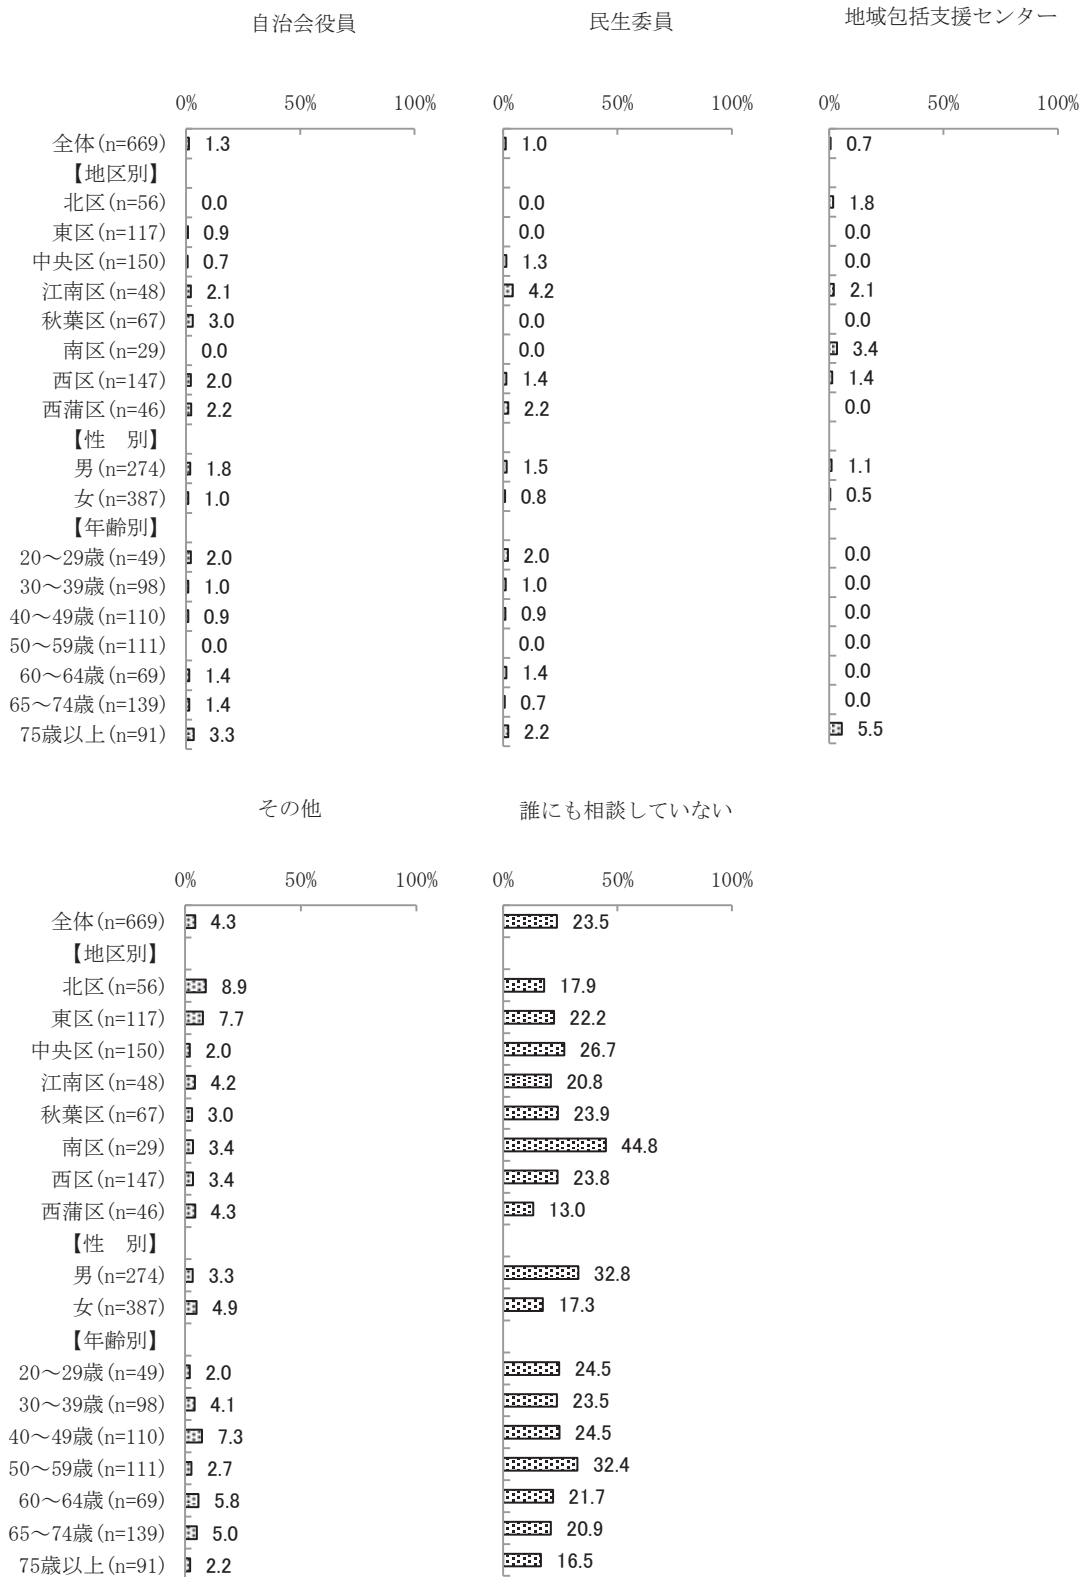 自治会役員 民生委員 地域包括支援センター
0% 50% 100% 0% 50% 100% 0% 50% 100%
全体(n=669) 1.3 1.0 0.7
【地区別】
北区(n=56) 0.0 0.0 1.8
東区(n=117) 0.9 0.0 0.0
中央区(n=150) 0.7 1.3 0.0
江南区(n=48) 2.1 4.2 2.1
秋葉区(n=67) 3.0 0.0 0.0
南区(n=29) 0.0 0.0 3.4
西区(n=147) 2.0 1.4 1.4
西蒲区(n=46) 2.2 2.2 0.0
【性　別】
男(n=274) 1.8 1.5 1.1
女(n=387) 1.0 0.8 0.5
【年齢別】
20～29歳(n=49) 2.0 2.0 0.0
30～39歳(n=98) 1.0 1.0 0.0
40～49歳(n=110) 0.9 0.9 0.0
50～59歳(n=111) 0.0 0.0 0.0
60～64歳(n=69) 1.4 1.4 0.0
65～74歳(n=139) 1.4 0.7 0.0
75歳以上(n=91) 3.3 2.2 5.5
その他 誰にも相談していない
0% 50% 100% 0% 50% 100%
全体(n=669) 4.3 23.5
【地区別】
北区(n=56) 8.9 17.9
東区(n=117) 7.7 22.2
中央区(n=150) 2.0 26.7
江南区(n=48) 4.2 20.8
秋葉区(n=67) 3.0 23.9
南区(n=29) 3.4 44.8
西区(n=147) 3.4 23.8
西蒲区(n=46) 4.3 13.0
【性　別】
男(n=274) 3.3 32.8
女(n=387) 4.9 17.3
【年齢別】
20～29歳(n=49) 2.0 24.5
30～39歳(n=98) 4.1 23.5
40～49歳(n=110) 7.3 24.5
50～59歳(n=111) 2.7 32.4
60～64歳(n=69) 5.8 21.7
65～74歳(n=139) 5.0 20.9
75歳以上(n=91) 2.2 16.5